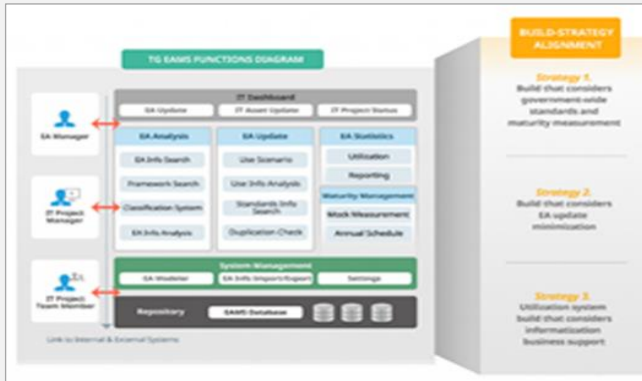 TG EAMS FUNCTIONS DIAGRAM
BUILD-STRATEGY
ALIGNMENT
EA Manager
IT Project
Manager
IT Project
Team Member
IT Dashboard
EA Update
IT Asset Update
IT Project Status
EA Analysis
EA Info Search
Framework Search
Classification System
EA Info Analysis
EA Update
Use Scenario
Use Info Analysis
Standards Info
Search
Duplication Check
EA Statistics
Utilization
Reporting
Maturity Management
Mock Measurement
Annual Schedule
System Management
EA Modeler
EA Info Import/Export
Settings
Repository
EAMS Database
Link to Internal & External Systems
Strategy 1.
Build that considers
government-wide
standards and
maturity measurement
Strategy 2.
Build that considers
EA update
minimization
Strategy 3.
Utilization system
build that considers
informatization
business support